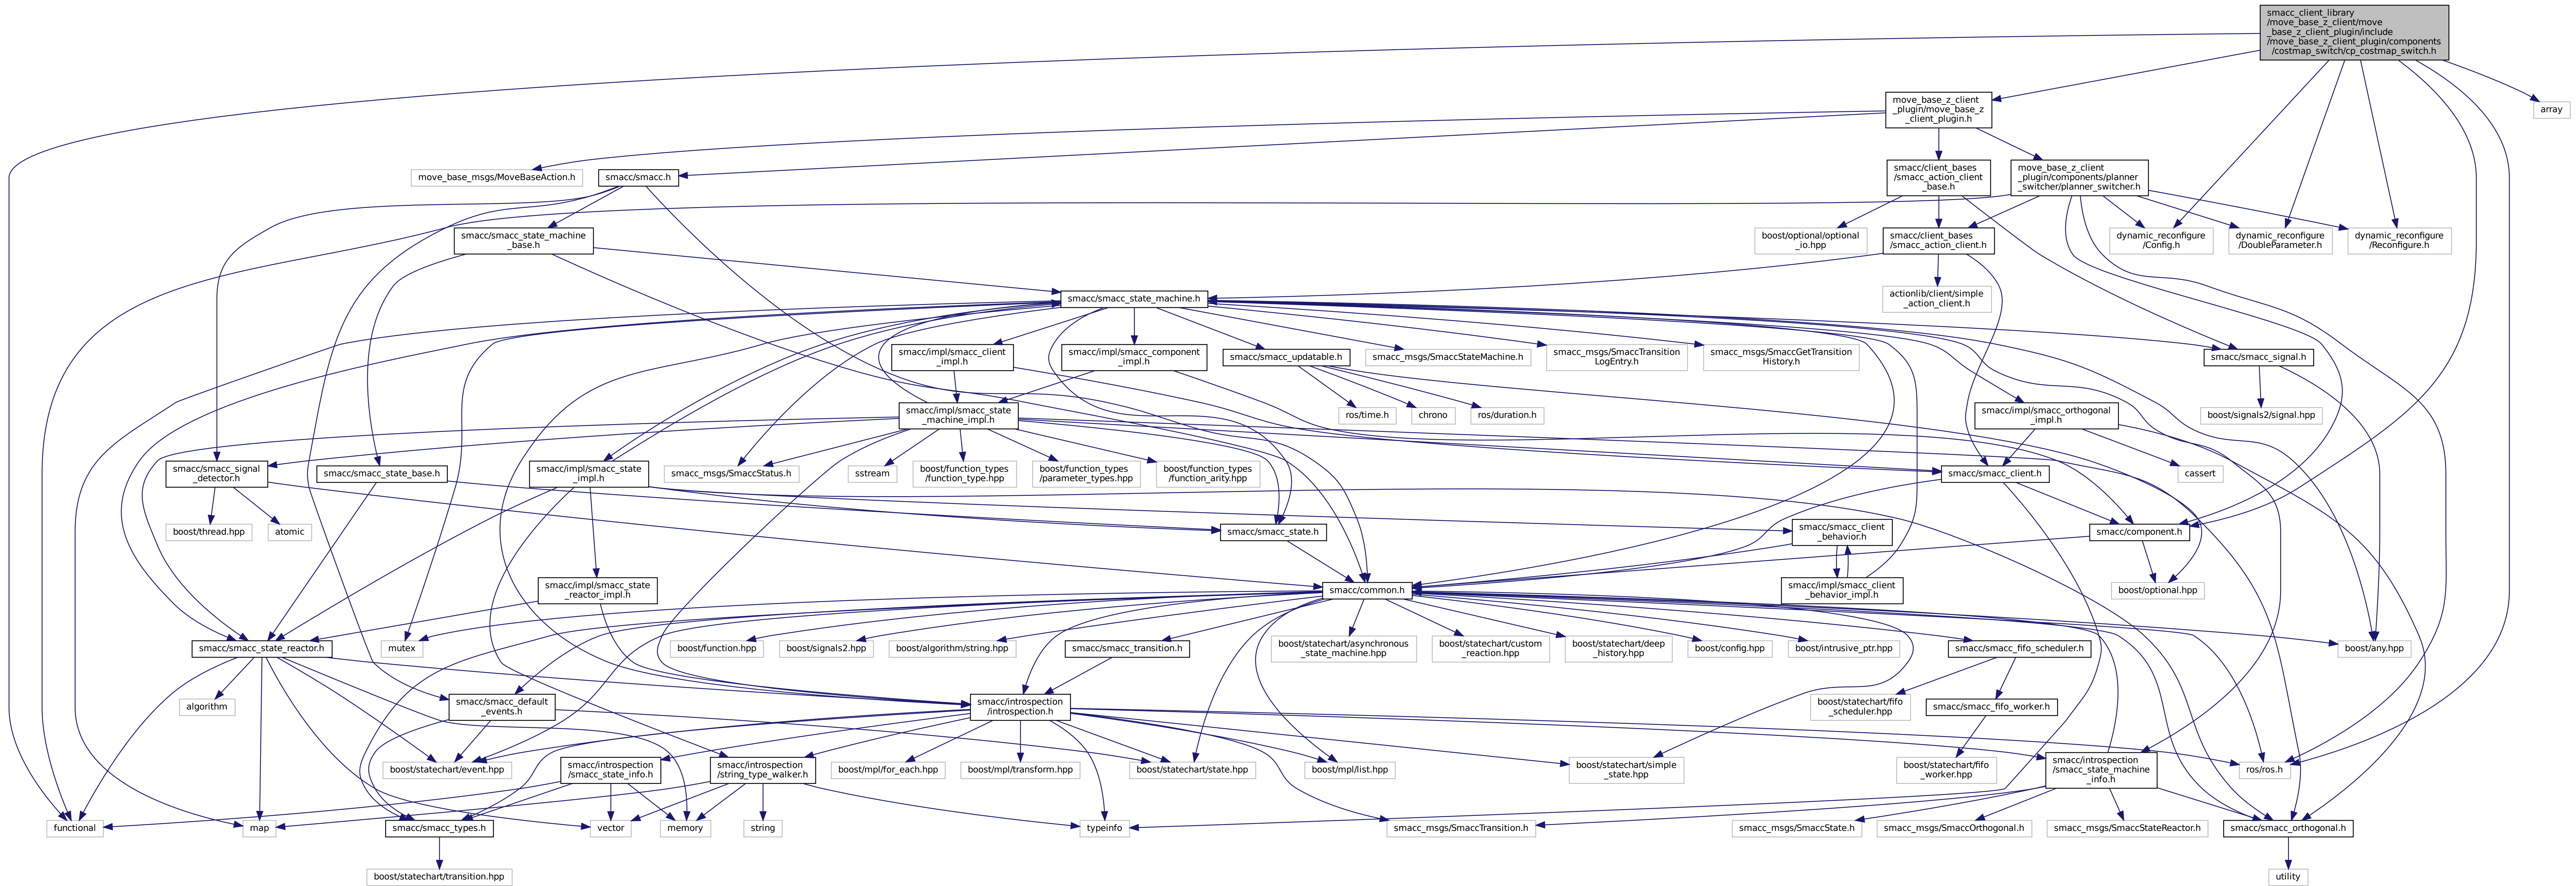 smacc_client_library
/move_base_z_client/move
_base_z_client_plugin/include
/move_base_z_client_plugin/components
/costmap_switch/cp_costmap_switch.h
move_base_z_client
_plugin/move_base_z
_client_plugin.h
array
move_base_msgs/MoveBaseAction.h
smacc/smacc.h
smacc/client_bases
/smacc_action_client
_base.h
move_base_z_client
_plugin/components/planner
_switcher/planner_switcher.h
smacc/smacc_state_machine
_base.h
boost/optional/optional
_io.hpp
smacc/client_bases
/smacc_action_client.h
dynamic_reconfigure
/Config.h
dynamic_reconfigure
/DoubleParameter.h
dynamic_reconfigure
/Reconfigure.h
smacc/smacc_state_machine.h
actionlib/client/simple
_action_client.h
smacc/impl/smacc_client
_impl.h
smacc/impl/smacc_component
_impl.h
smacc/smacc_updatable.h
smacc_msgs/SmaccStateMachine.h
smacc_msgs/SmaccTransition
LogEntry.h
smacc_msgs/SmaccGetTransition
History.h
smacc/smacc_signal.h
smacc/impl/smacc_state
_machine_impl.h
ros/time.h
chrono
ros/duration.h
smacc/impl/smacc_orthogonal
_impl.h
boost/signals2/signal.hpp
smacc/smacc_signal
_detector.h
smacc/smacc_state_base.h
smacc/impl/smacc_state
_impl.h
smacc_msgs/SmaccStatus.h
sstream
boost/function_types
/function_type.hpp
boost/function_types
/parameter_types.hpp
boost/function_types
/function_arity.hpp
smacc/smacc_client.h
cassert
boost/thread.hpp
atomic
smacc/smacc_state.h
smacc/smacc_client
_behavior.h
smacc/component.h
smacc/impl/smacc_state
_reactor_impl.h
smacc/common.h
smacc/impl/smacc_client
_behavior_impl.h
boost/optional.hpp
smacc/smacc_state_reactor.h
mutex
boost/function.hpp
boost/signals2.hpp
boost/algorithm/string.hpp
smacc/smacc_transition.h
boost/statechart/asynchronous
_state_machine.hpp
boost/statechart/custom
_reaction.hpp
boost/statechart/deep
_history.hpp
boost/config.hpp
boost/intrusive_ptr.hpp
smacc/smacc_fifo_scheduler.h
boost/any.hpp
algorithm
smacc/smacc_default
_events.h
smacc/introspection
/introspection.h
boost/statechart/fifo
_scheduler.hpp
smacc/smacc_fifo_worker.h
boost/statechart/event.hpp
smacc/introspection
/smacc_state_info.h
smacc/introspection
/string_type_walker.h
boost/mpl/for_each.hpp
boost/mpl/transform.hpp
boost/statechart/state.hpp
boost/mpl/list.hpp
boost/statechart/simple
_state.hpp
boost/statechart/fifo
_worker.hpp
smacc/introspection
/smacc_state_machine
_info.h
ros/ros.h
functional
map
smacc/smacc_types.h
vector
memory
string
typeinfo
smacc_msgs/SmaccTransition.h
smacc_msgs/SmaccState.h
smacc_msgs/SmaccOrthogonal.h
smacc_msgs/SmaccStateReactor.h
smacc/smacc_orthogonal.h
boost/statechart/transition.hpp
utility